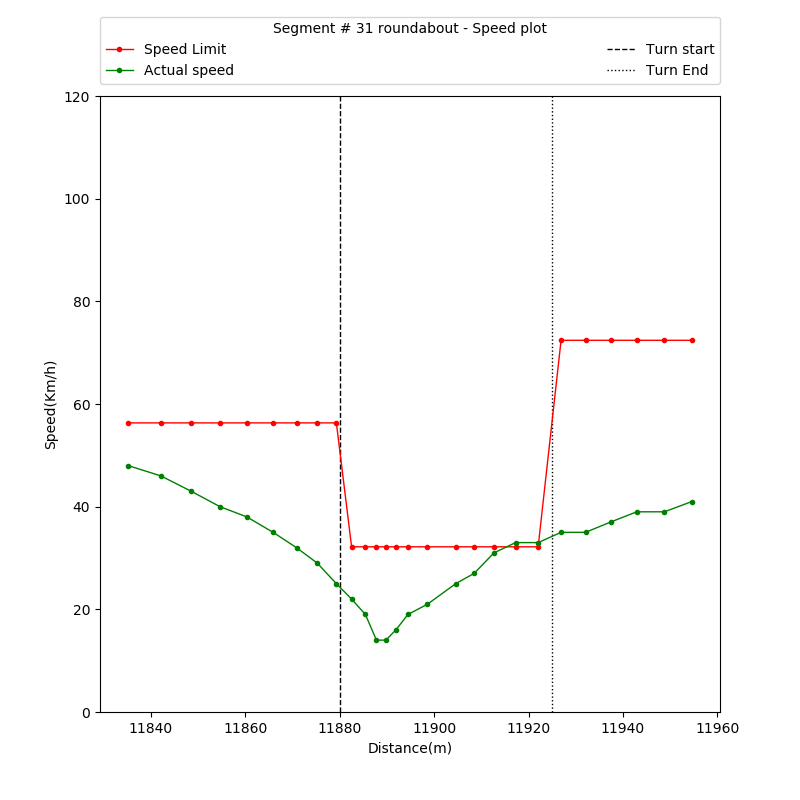 Segment # 31 roundabout - Speed plot
Speed Limit
Actual speed
Turn start
Turn End
120
100
80
60
40
20
0
Speed(Km/h)
11840 11860 11880 11900 11920 11940 11960
Distance(m)